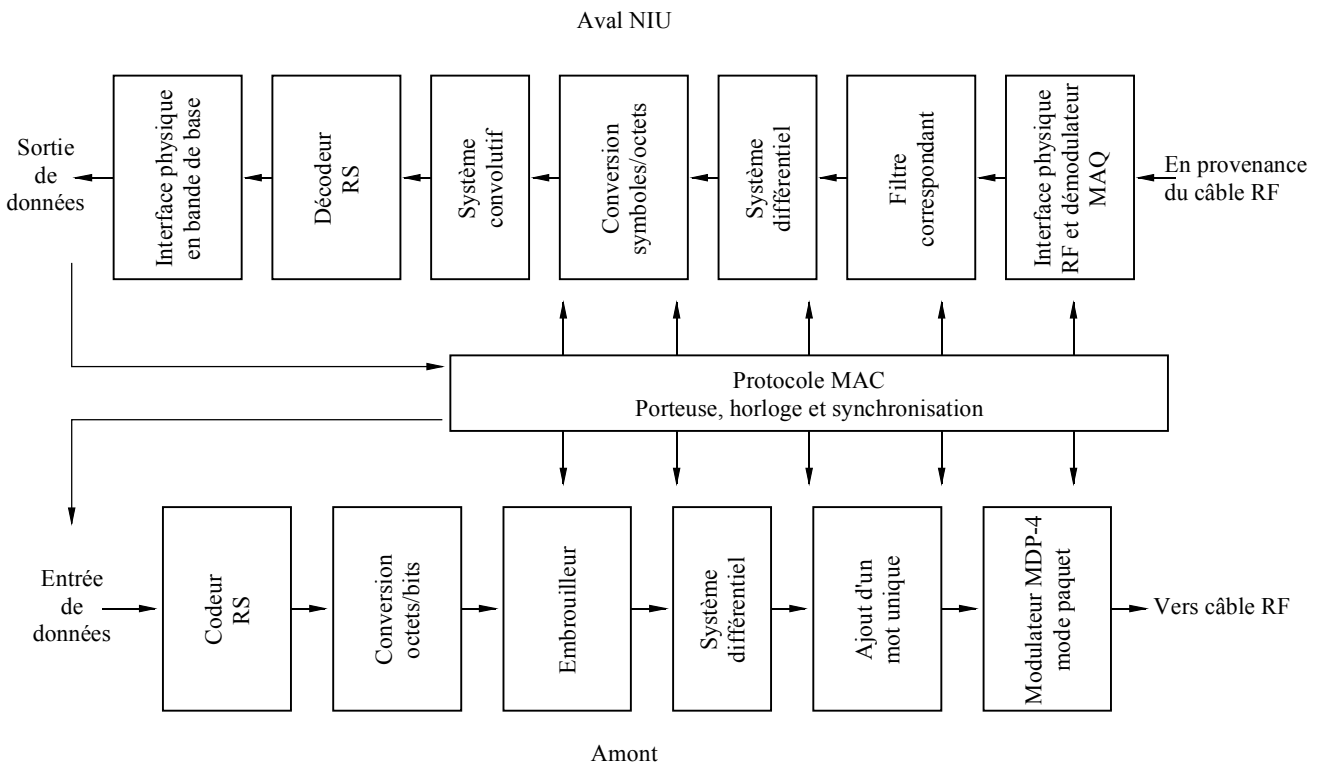 Aval NIU
Sortie
de
données
Interface physique
en bande de base
Décodeur
RS
Système
convolutif
Conversion
symboles/octets
Système
différentiel
Filtre
correspondant
Interface physique
RF et démodulateur
MAQ
En provenance
du câble RF
Protocole MAC
Porteuse, horloge et synchronisation
Entrée
de
données
Codeur
RS
Conversion
octets/bits
Embrouilleur
Système
différentiel
Ajout d'un
mot unique
Modulateur MDP-4
mode paquet
Vers câble RF
Amont